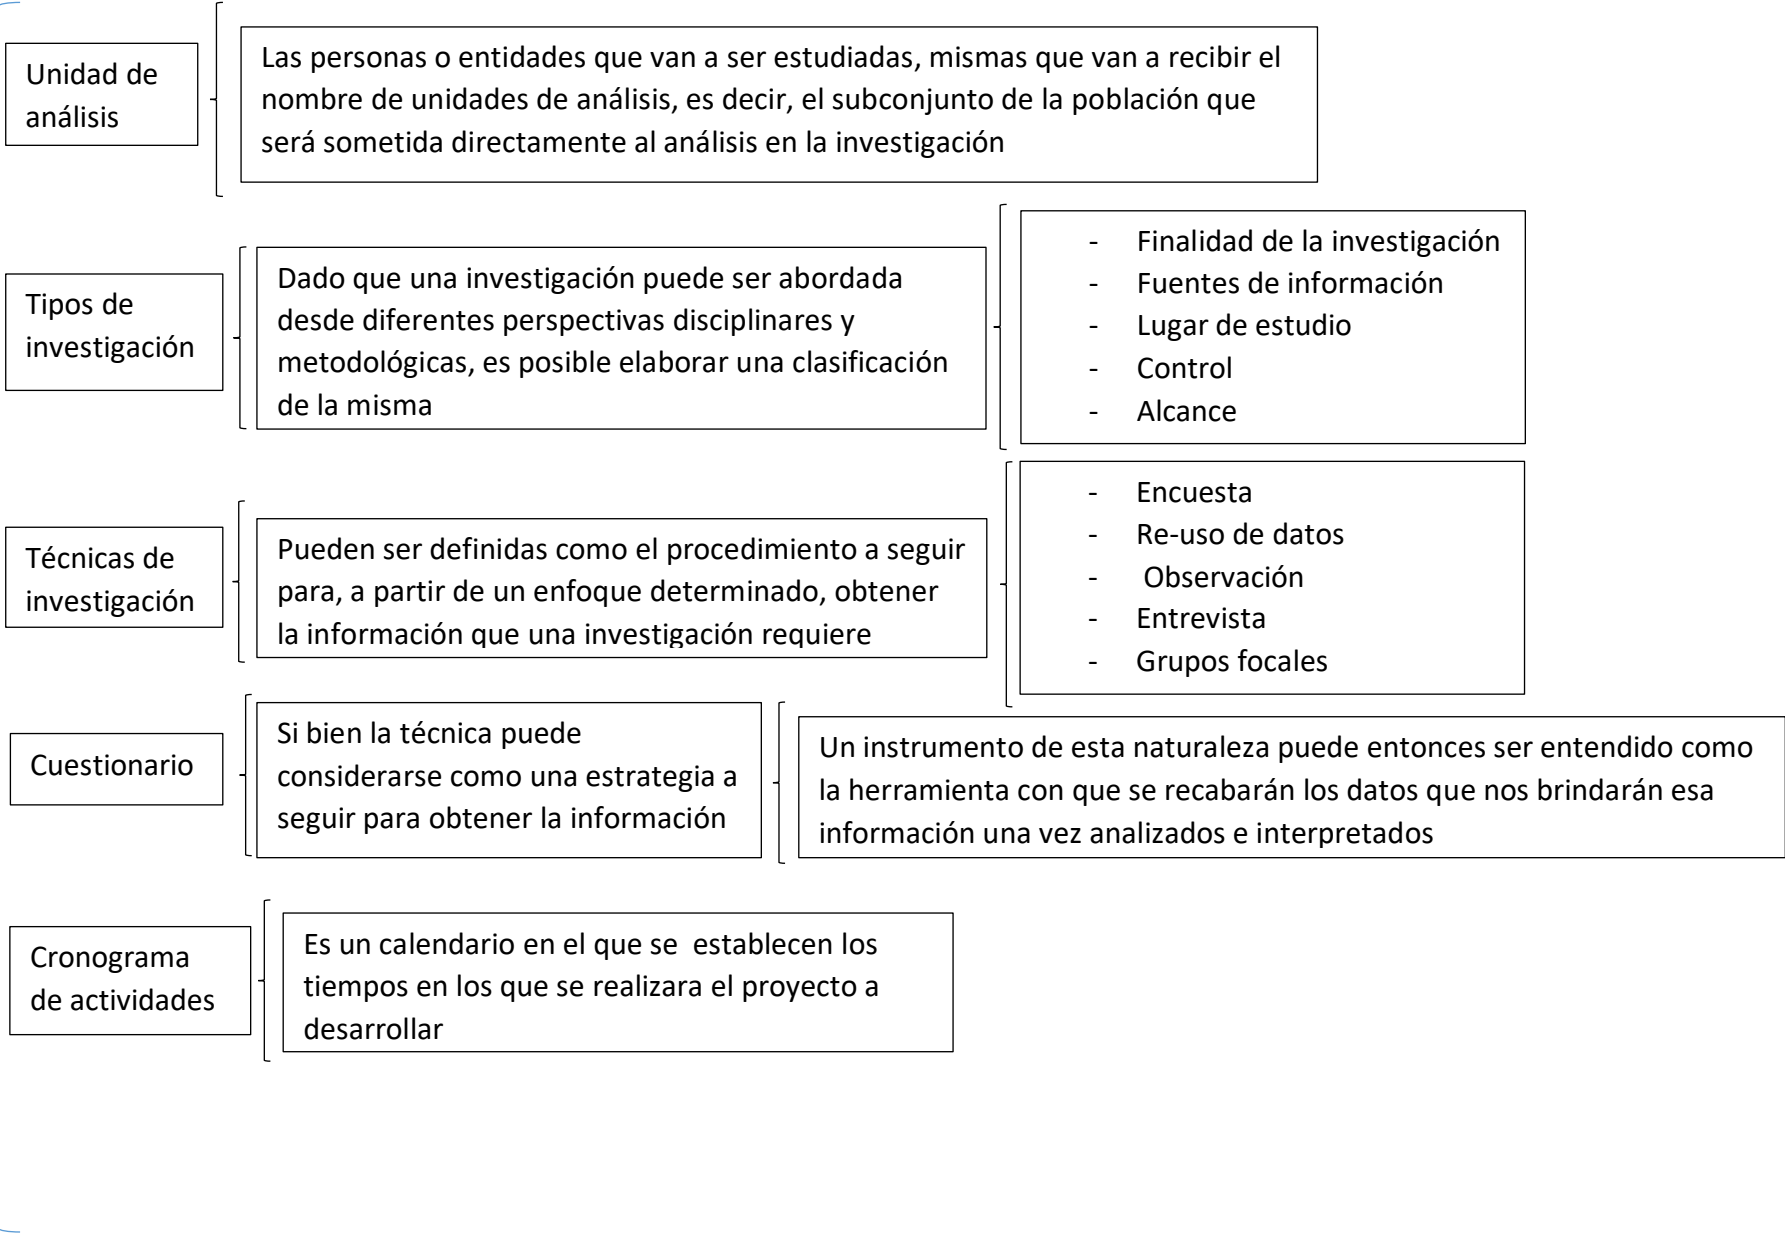 Unidad de
análisis
Las personas o entidades que van a ser estudiadas, mismas que van a recibir el
nombre de unidades de análisis, es decir, el subconjunto de la población que
será sometida directamente al análisis en la investigación
Tipos de
investigación
Dado que una investigación puede ser abordada
desde diferentes perspectivas disciplinares y
metodológicas, es posible elaborar una clasificación
de la misma
- Finalidad de la investigación
- Fuentes de información
- Lugar de estudio
- Control
- Alcance
Técnicas de
investigación
Pueden ser definidas como el procedimiento a seguir
para, a partir de un enfoque determinado, obtener
la información que una investigación requiere
- Encuesta
- Re-uso de datos
- Observación
- Entrevista
- Grupos focales
Cuestionario
Si bien la técnica puede
considerarse como una estrategia a
seguir para obtener la información
Un instrumento de esta naturaleza puede entonces ser entendido como
la herramienta con que se recabarán los datos que nos brindarán esa
información una vez analizados e interpretados
Cronograma
de actividades
Es un calendario en el que se  establecen los
tiempos en los que se realizara el proyecto a
desarrollar